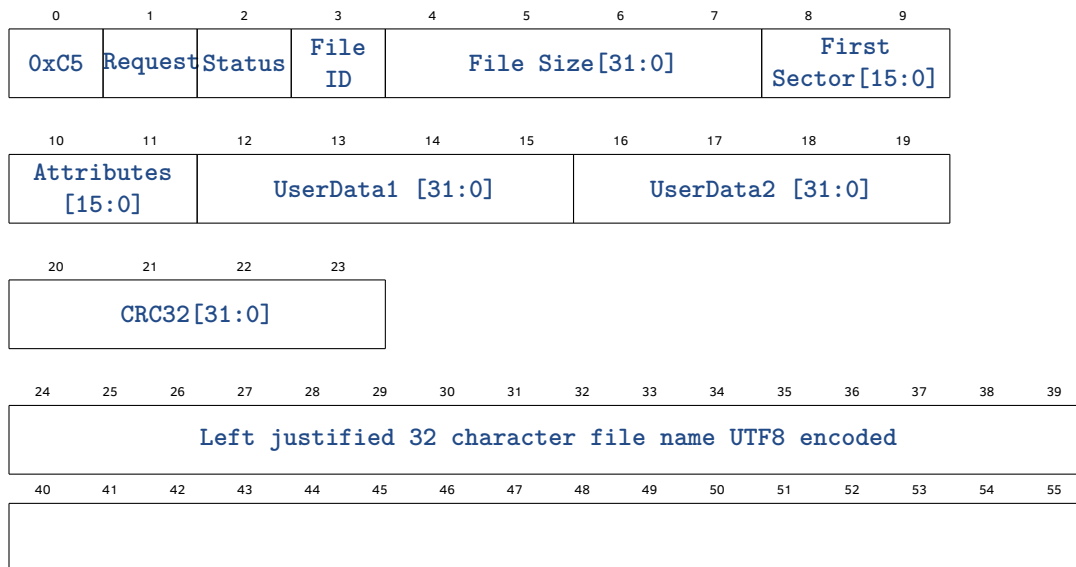 0 1 2 3 4 5 6 7 8 9
0xC5 Request Status File ID File Size[31:0] First Sector[15:0]
10 11 12 13 14 15 16 17 18 19
Attributes [15:0] UserData1 [31:0] UserData2 [31:0]
20 21 22 23
CRC32[31:0]
24 25 26 27 28 29 30 31 32 33 34 35 36 37 38 39
Left justified 32 character file name UTF8 encoded
40 41 42 43 44 45 46 47 48 49 50 51 52 53 54 55